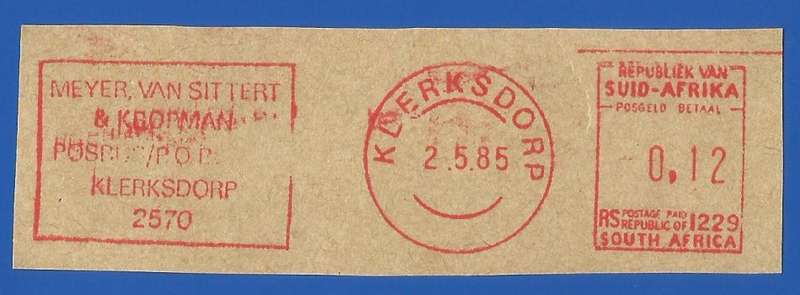 MEYER, VAN SITTERT
& KOOPMAN
POSBUS/P.O.
KLERKSDORP
2570
KLERKSDORP
2.5.85
REPUBLIEK VAN
SUID-AFRIKA
POSGELD BETAAL
0,12
RS POSTAGE PAID 1229
REPUBLIC OF
SOUTH AFRICA